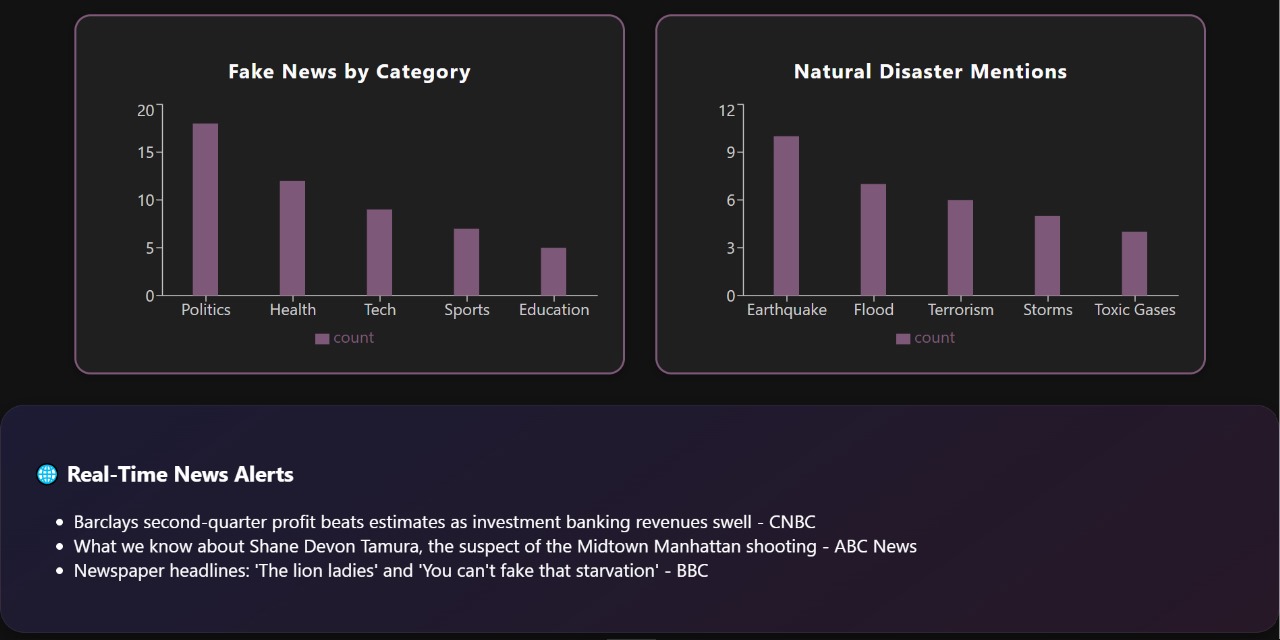 Fake News by Category
20
15
10
5
0
Politics Health Tech Sports Education
count
Natural Disaster Mentions
12
9
6
3
0
Earthquake Flood Terrorism Storms Toxic Gases
count
Real-Time News Alerts
• Barclays second-quarter profit beats estimates as investment banking revenues swell - CNBC
• What we know about Shane Devon Tamura, the suspect of the Midtown Manhattan shooting - ABC News
• Newspaper headlines: 'The lion ladies' and 'You can't fake that starvation' - BBC